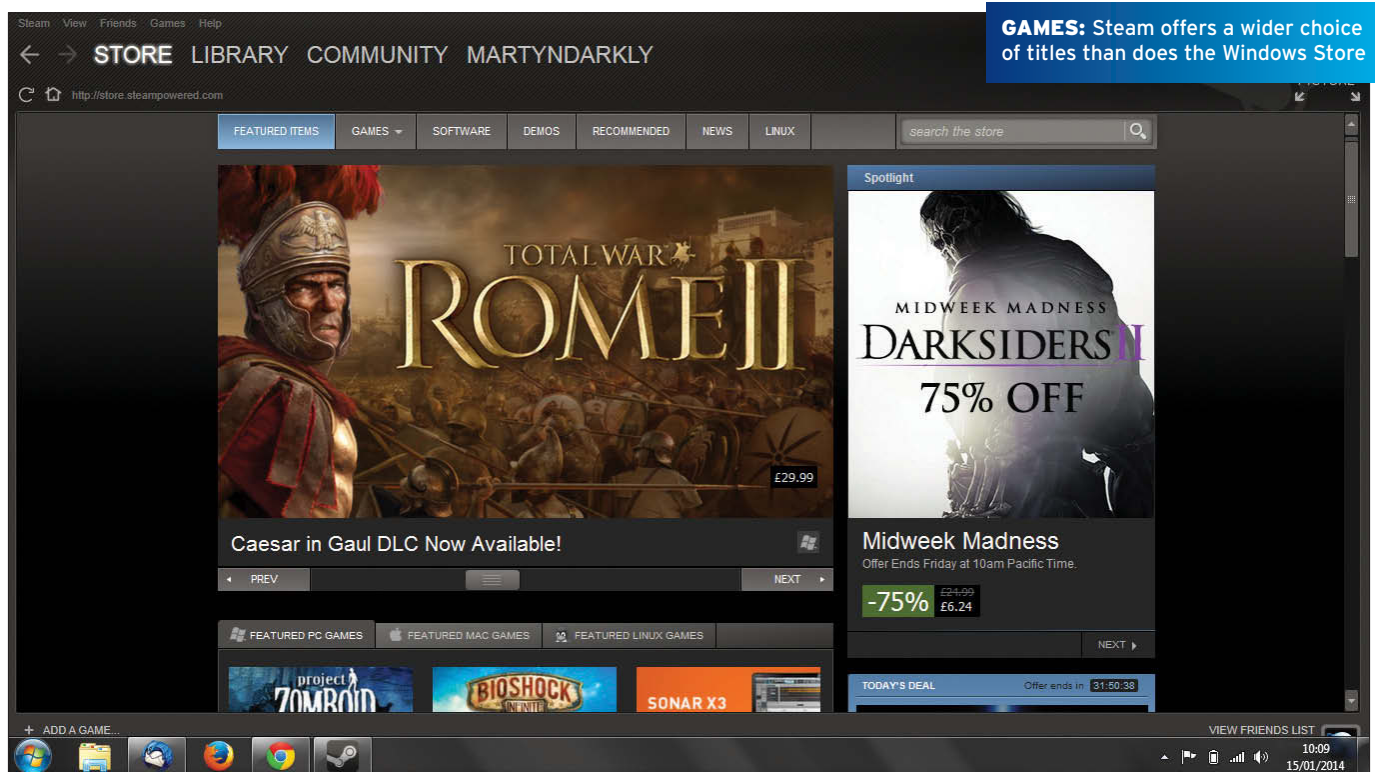 Steam View Friends Games Help
GAMES: Steam offers a wider choice
of titles than does the Windows Store
STORE LIBRARY COMMUNITY MARTYNDARKLY
http://store.steampowered.com
FEATURED ITEMS GAMES SOFTWARE DEMOS RECOMMENDED NEWS LINUX search the store
Spotlight
TOTAL WAR
ROME II
£29.99
MIDWEEK MADNESS
DARKSIDERS II
75% OFF
Caesar in Gaul DLC Now Available!
PREV NEXT
Midweek Madness
Offer Ends Friday at 10am Pacific Time.
-75% £24.99
£6.24
FEATURED PC GAMES FEATURED MAC GAMES FEATURED LINUX GAMES
NEXT
project
ZOMBOID
BIOSHOCK
INFINITE
SONAR X3
TODAY'S DEAL Offer ends in 31:50:38
+ ADD A GAME...
VIEW FRIENDS LIST
10:09
15/01/2014